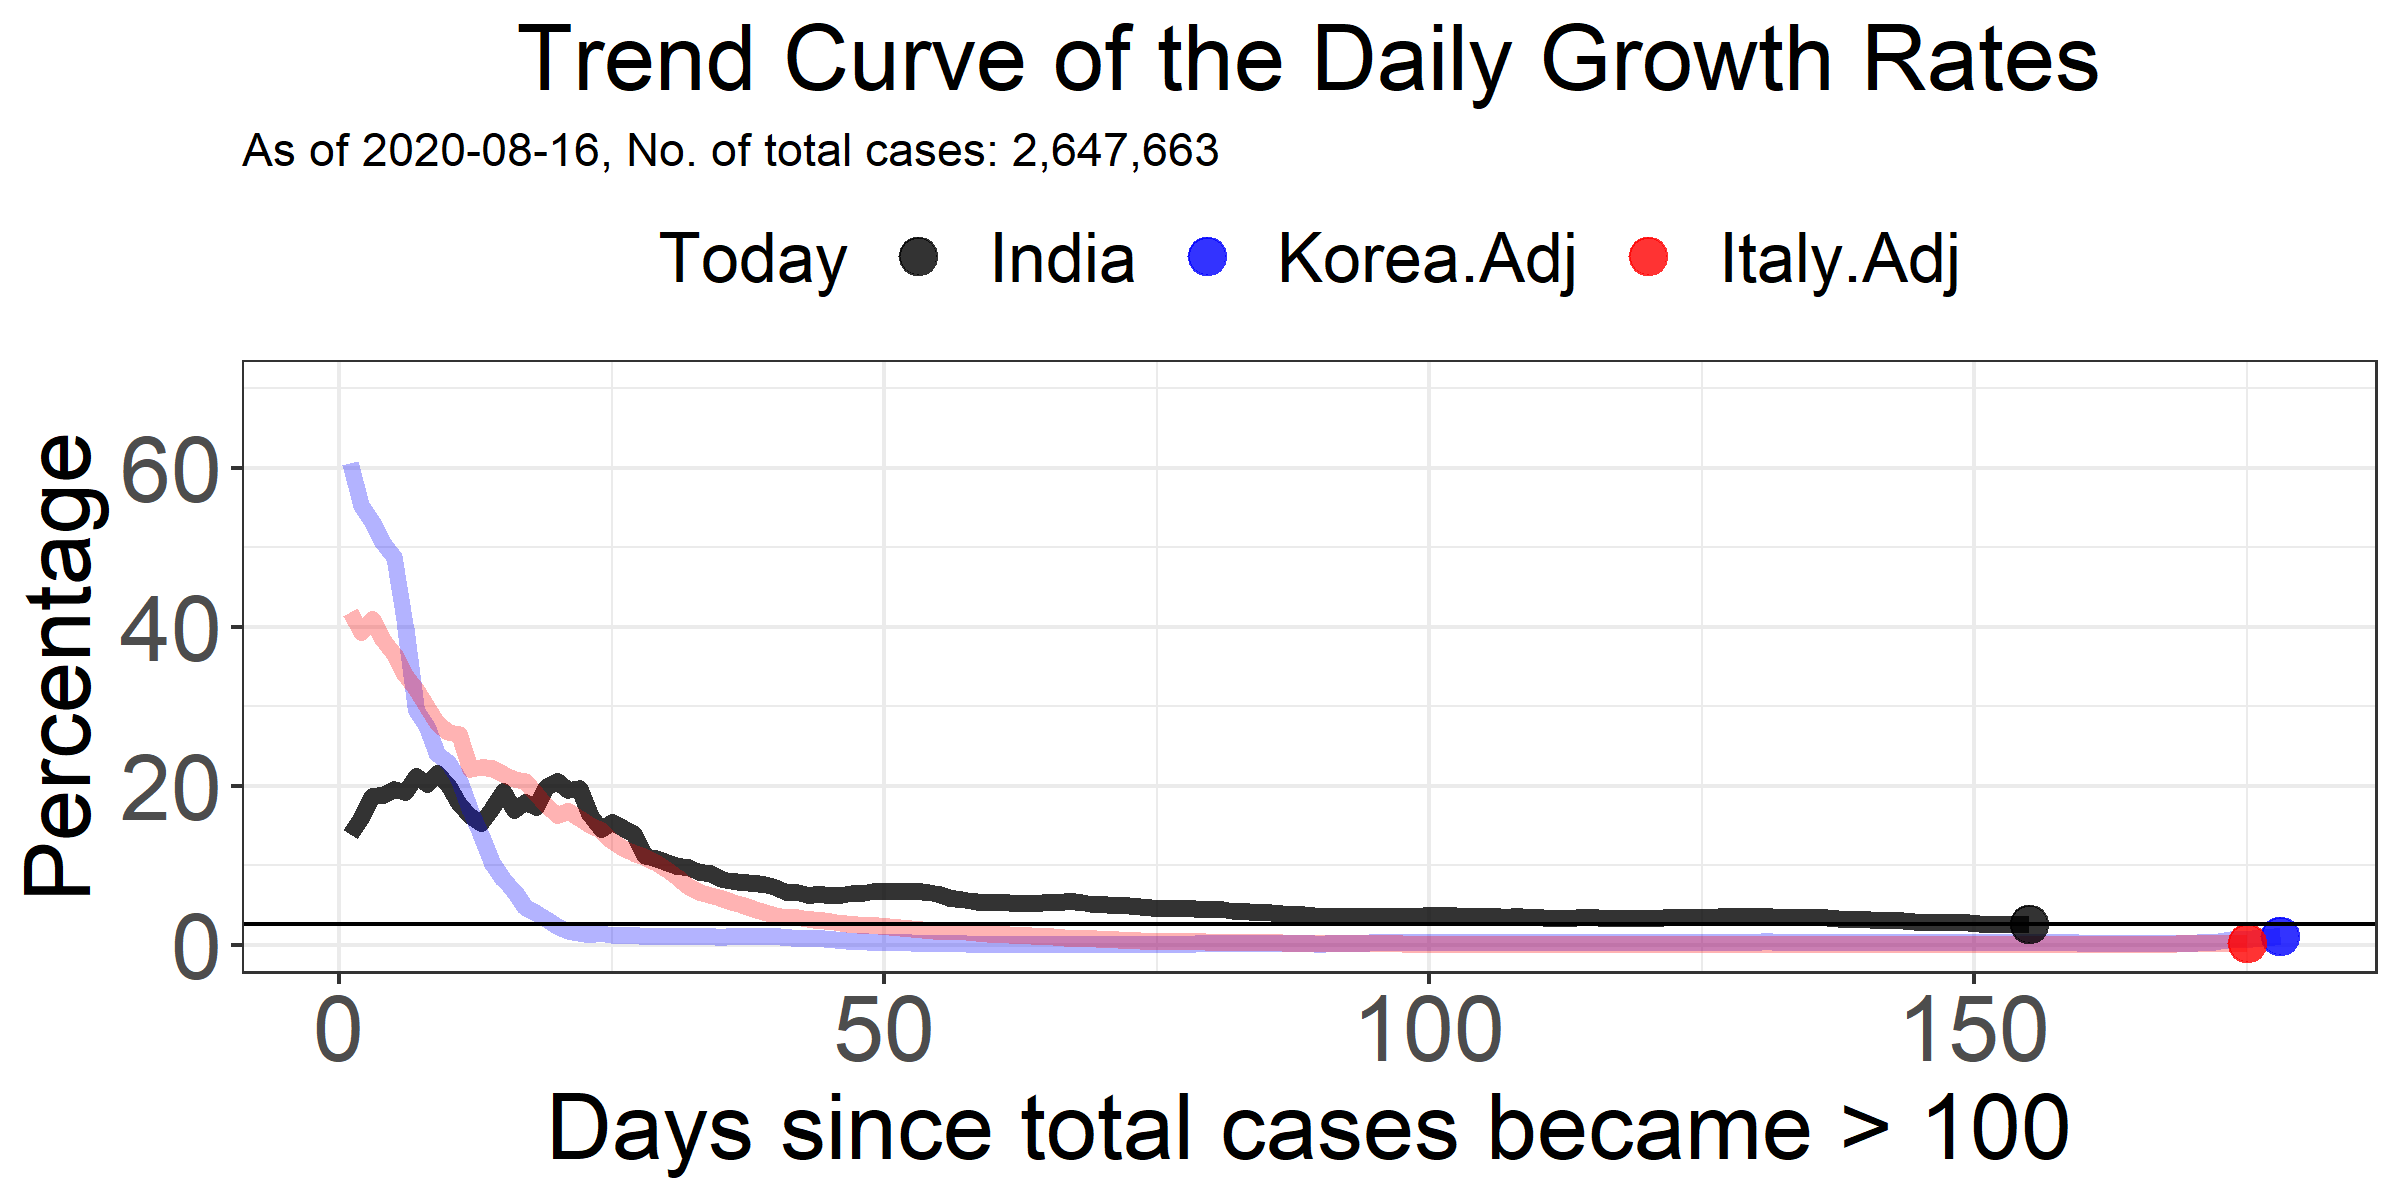 Trend Curve of the Daily Growth Rates
As of 2020-08-16, No. of total cases: 2,647,663
Today India Korea.Adj Italy.Adj
Percentage
60
40
20
0
0 50 100 150
Days since total cases became > 100